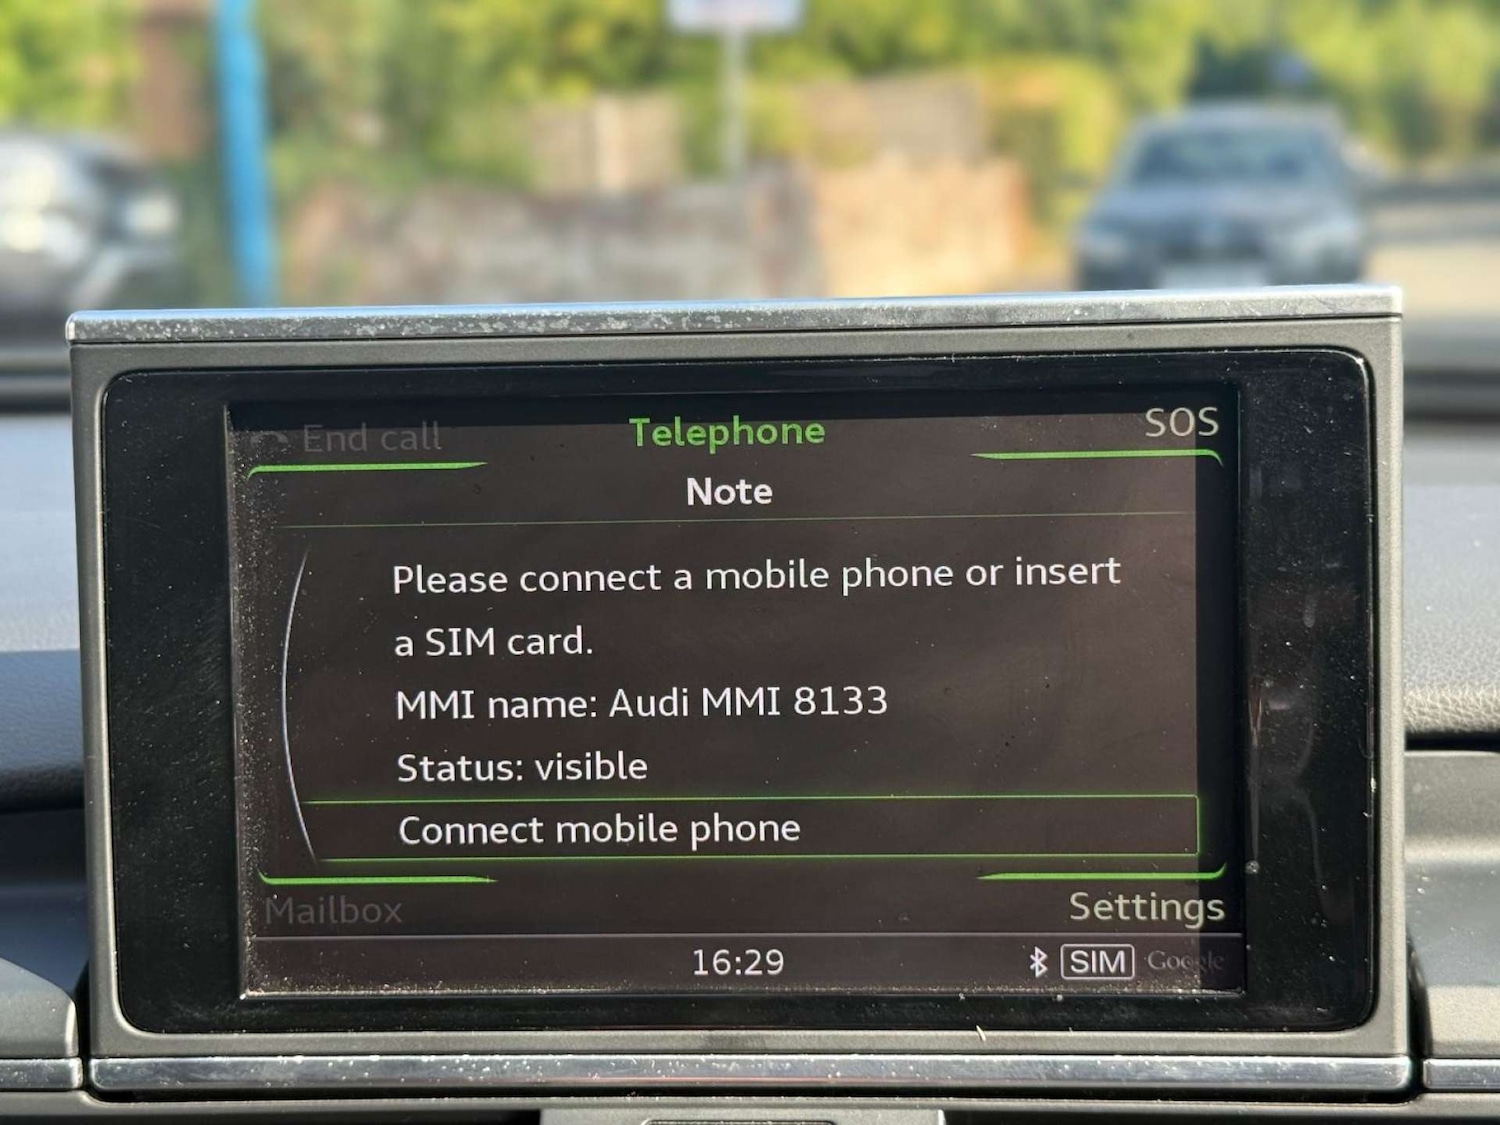 End call
Telephone
SOS
Note
Please connect a mobile phone or insert
a SIM card.
MMI name: Audi MMI 8133
Status: visible
Connect mobile phone
Mailbox
Settings
16:29
SIM
Google